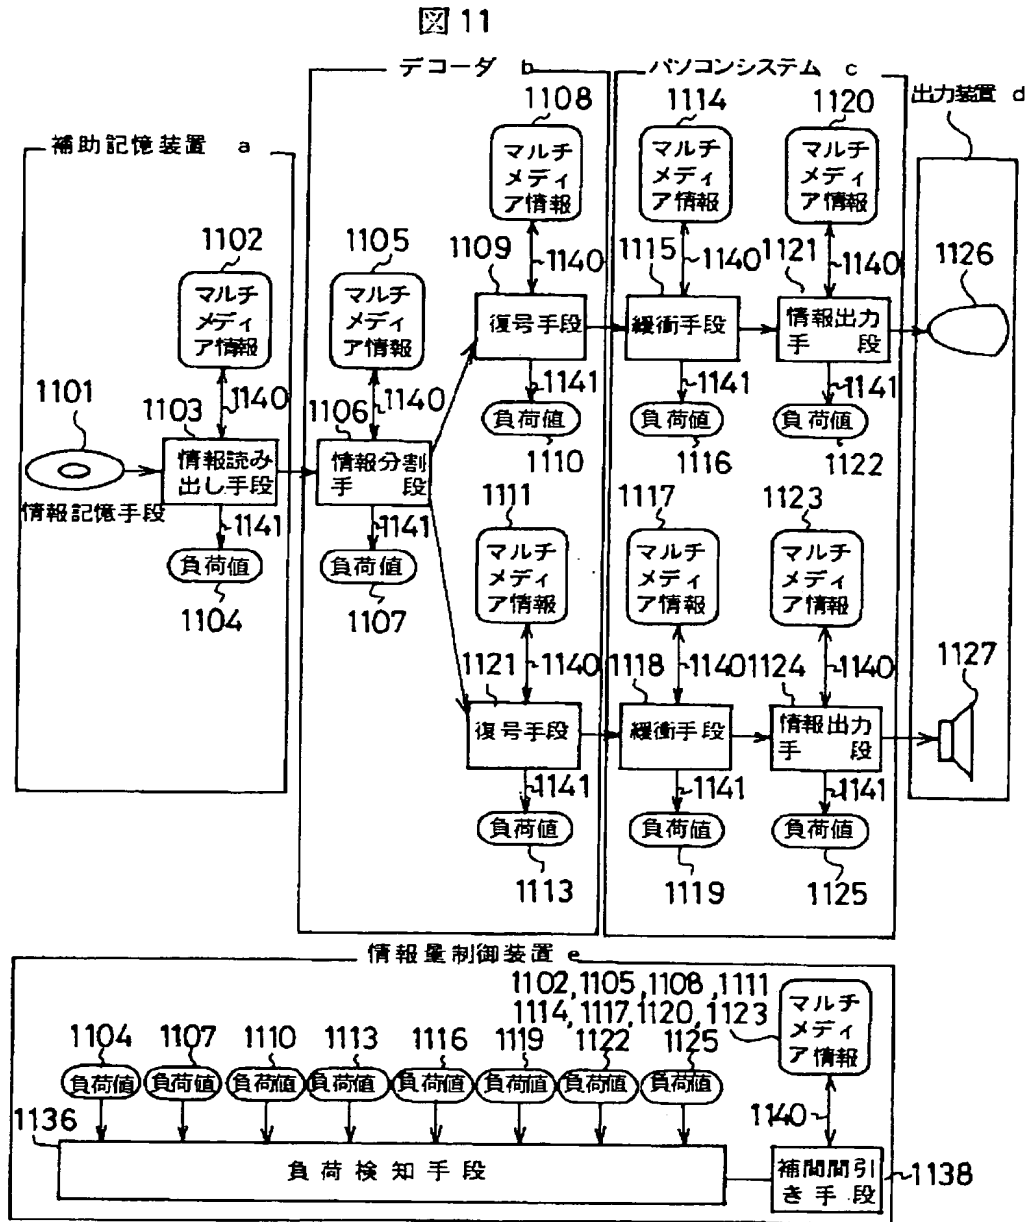 図11
デコーダ b
パソコンシステム c
出力装置 d
補助記憶装置 a
1108
1114
1120
マルチ
メディ
ア情報
マルチ
メディ
ア情報
マルチ
メディ
ア情報
1102
1105
1109
1140
1115
1140
1121
1140
1126
マルチ
メディ
ア情報
マルチ
メディ
ア情報
復号手段
緩衝手段
情報出力
手段
1101
1103
1140
1106
1140
1141
1141
1141
負荷値
負荷値
負荷値
情報読み
出し手段
情報分割
手段
1110
1116
1122
情報記憶手段
1141
1141
1111
1117
1123
負荷値
負荷値
マルチ
メディ
ア情報
マルチ
メディ
ア情報
マルチ
メディ
ア情報
1104
1107
1121
1140
1118
1140
1124
1140
1127
復号手段
緩衝手段
情報出力
手段
1141
1141
1141
負荷値
負荷値
負荷値
1113
1119
1125
情報量制御装置 e
1102,1105,1108,1111
1114,1117,1120,1123
マルチ
メディ
ア情報
1104
1107
1110
1113
1116
1119
1122
1125
負荷値
負荷値
負荷値
負荷値
負荷値
負荷値
負荷値
負荷値
1136
1140
負荷検知手段
補間間引
き手段
1138